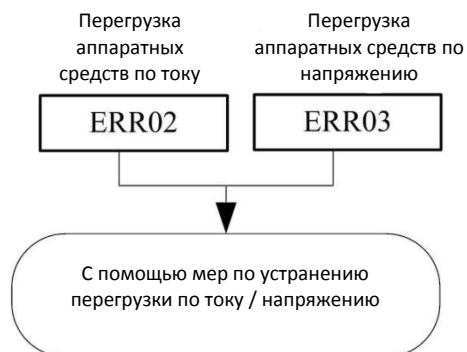 Перегрузка
аппаратных
средств по току
Перегрузка
аппаратных средств по
напряжению
ERR02
ERR03
С помощью мер по устранению
перегрузки по току / напряжению